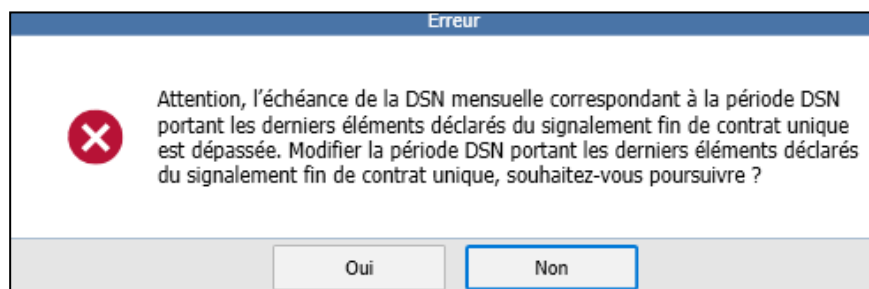 Erreur
Attention, l'échéance de la DSN mensuelle correspondant à la période DSN
portant les derniers éléments déclarés du signalement fin de contrat unique
est dépassée. Modifier la période DSN portant les derniers éléments déclarés
du signalement fin de contrat unique, souhaitez-vous poursuivre ?
Oui
Non